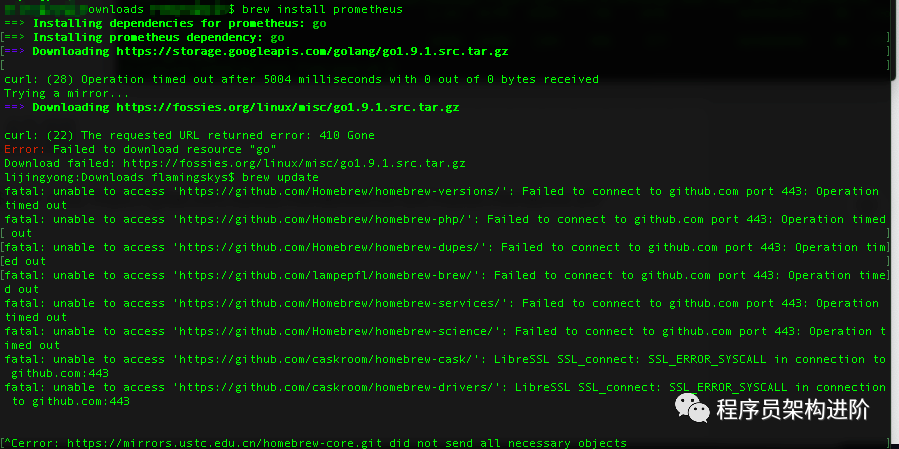 ownloads $ brew install prometheus
==> Installing dependencies for prometheus: go
[==> Installing prometheus dependency: go ]
[==> Downloading https://storage.googleapis.com/golang/go1.9.1.src.tar.gz ]
[ ]
curl: (28) Operation timed out after 5004 milliseconds with 0 out of 0 bytes received
Trying a mirror...
==> Downloading https://fossies.org/linux/misc/go1.9.1.src.tar.gz
curl: (22) The requested URL returned error: 410 Gone
Error: Failed to download resource "go"
Download failed: https://fossies.org/linux/misc/go1.9.1.src.tar.gz
lijingyong:Downloads flamingskys$ brew update
fatal: unable to access 'https://github.com/Homebrew/homebrew-versions/': Failed to connect to github.com port 443: Operation
timed out
fatal: unable to access 'https://github.com/Homebrew/homebrew-php/': Failed to connect to github.com port 443: Operation timed
[ out ]
[fatal: unable to access 'https://github.com/Homebrew/homebrew-dupes/': Failed to connect to github.com port 443: Operation tim]
[ed out ]
[fatal: unable to access 'https://github.com/lampepfl/homebrew-brew/': Failed to connect to github.com port 443: Operation time]
d out
fatal: unable to access 'https://github.com/Homebrew/homebrew-services/': Failed to connect to github.com port 443: Operation
timed out
fatal: unable to access 'https://github.com/Homebrew/homebrew-science/': Failed to connect to github.com port 443: Operation t
imed out
fatal: unable to access 'https://github.com/caskroom/homebrew-cask/': LibreSSL SSL_connect: SSL_ERROR_SYSCALL in connection to
github.com:443
fatal: unable to access 'https://github.com/caskroom/homebrew-drivers/': LibreSSL SSL_connect: SSL_ERROR_SYSCALL in connection
to github.com:443
程序员架构进阶
[^Cerror: https://mirrors.ustc.edu.cn/homebrew-core.git did not send all necessary objects ]